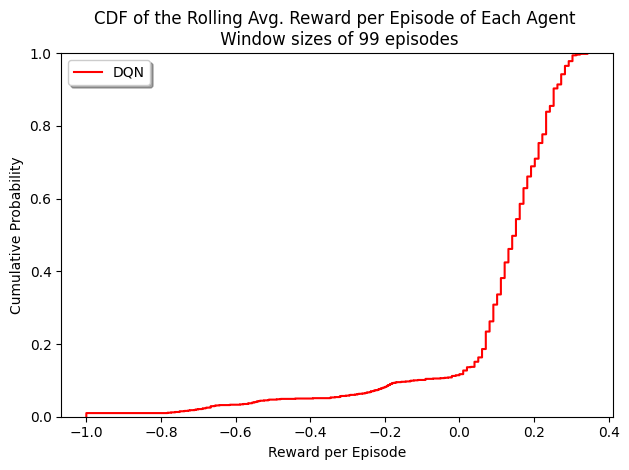 CDF of the Rolling Avg. Reward per Episode of Each Agent
Window sizes of 99 episodes
DQN
Cumulative Probability
1.0
0.8
0.6
0.4
0.2
0.0
−1.0 −0.8 −0.6 −0.4 −0.2 0.0 0.2 0.4
Reward per Episode